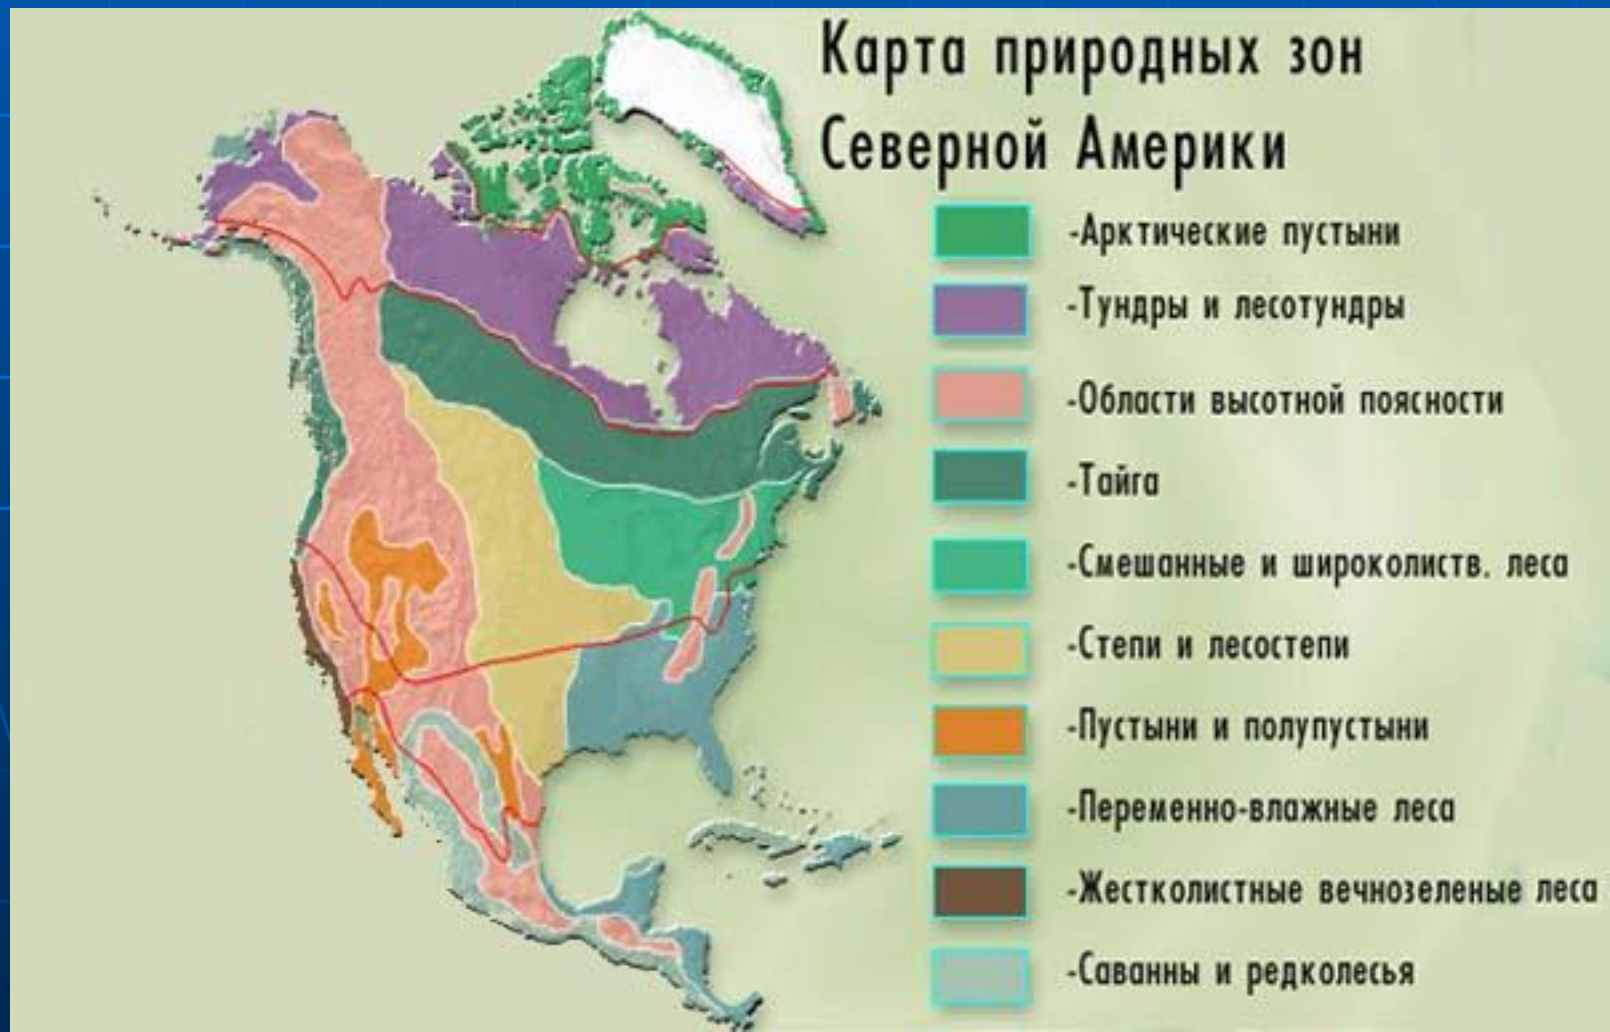 Карта природных зон
Северной Америки
-Арктические пустыни
-Тундры и лесотундры
-Области высотной поясности
-Тайга
-Смешанные и широколиств. леса
-Степи и лесостепи
-Пустыни и полупустыни
-Переменно-влажные леса
-Жестколистные вечнозеленые леса
-Саванны и редколесья